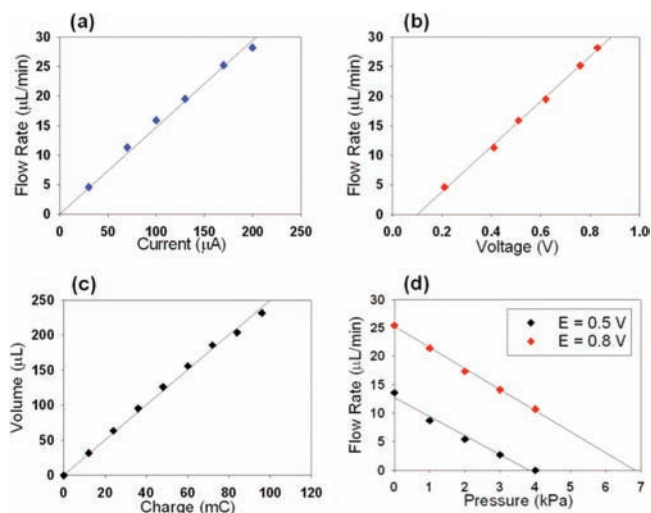 (a)
Flow Rate (μL/min)
30
25
20
15
10
5
0
0 50 100 150 200 250
Current (μA)
(b)
Flow Rate (μL/min)
30
25
20
15
10
5
0
0.0 0.2 0.4 0.6 0.8 1.0
Voltage (V)
(c)
Volume (μL)
250
200
150
100
50
0
0 20 40 60 80 100 120
Charge (mC)
(d)
Flow Rate (μL/min)
30
25
20
15
10
5
0
E = 0.5 V
E = 0.8 V
0 1 2 3 4 5 6 7
Pressure (kPa)